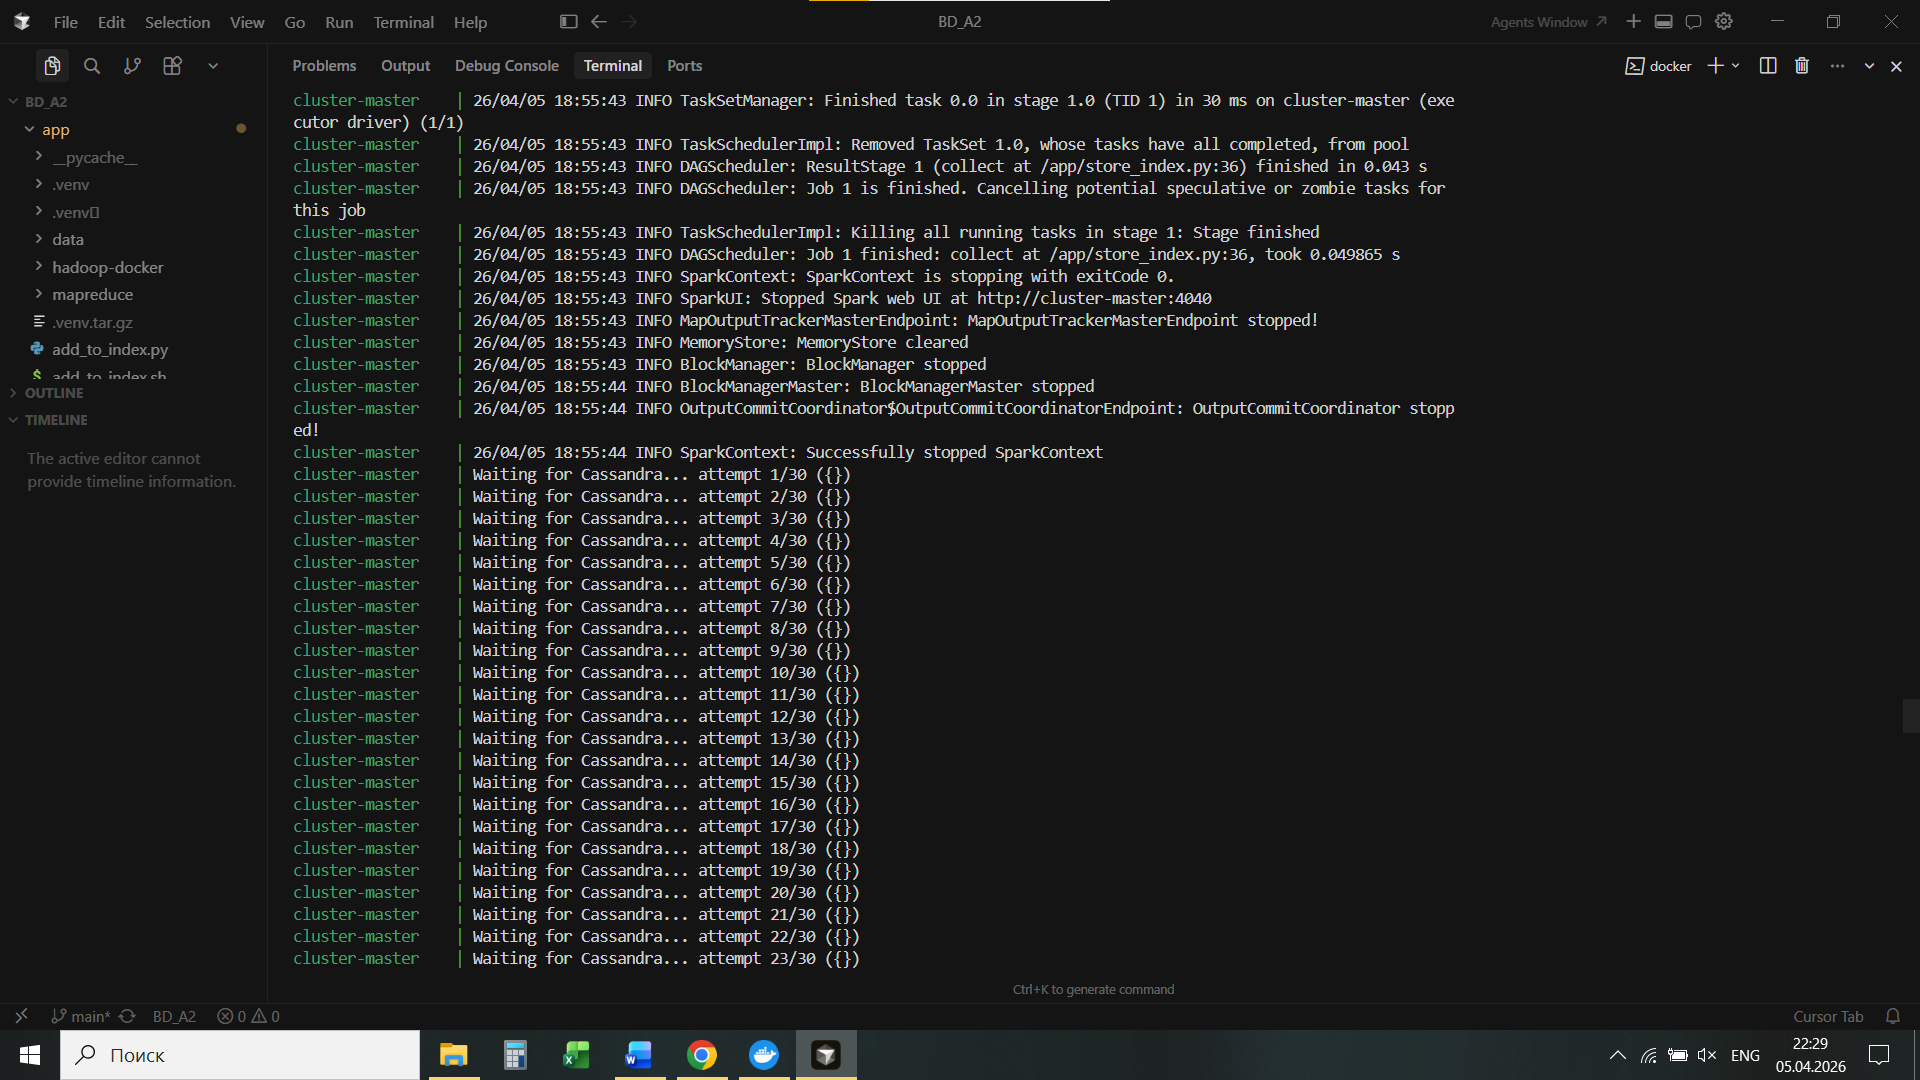 File Edit Selection View Go Run Terminal Help
BD_A2
Agents Window
Problems Output Debug Console Terminal Ports
docker
BD_A2
app
__pycache__
.venv
.venv
data
hadoop-docker
mapreduce
.venv.tar.gz
add_to_index.py
add_to_index.sh
OUTLINE
TIMELINE
The active editor cannot
provide timeline information.
cluster-master | 26/04/05 18:55:43 INFO TaskSetManager: Finished task 0.0 in stage 1.0 (TID 1) in 30 ms on cluster-master (exe
cutor driver) (1/1)
cluster-master | 26/04/05 18:55:43 INFO TaskSchedulerImpl: Removed TaskSet 1.0, whose tasks have all completed, from pool
cluster-master | 26/04/05 18:55:43 INFO DAGScheduler: ResultStage 1 (collect at /app/store_index.py:36) finished in 0.043 s
cluster-master | 26/04/05 18:55:43 INFO DAGScheduler: Job 1 is finished. Cancelling potential speculative or zombie tasks for
this job
cluster-master | 26/04/05 18:55:43 INFO TaskSchedulerImpl: Killing all running tasks in stage 1: Stage finished
cluster-master | 26/04/05 18:55:43 INFO DAGScheduler: Job 1 finished: collect at /app/store_index.py:36, took 0.049865 s
cluster-master | 26/04/05 18:55:43 INFO SparkContext: SparkContext is stopping with exitCode 0.
cluster-master | 26/04/05 18:55:43 INFO SparkUI: Stopped Spark web UI at http://cluster-master:4040
cluster-master | 26/04/05 18:55:43 INFO MapOutputTrackerMasterEndpoint: MapOutputTrackerMasterEndpoint stopped!
cluster-master | 26/04/05 18:55:43 INFO MemoryStore: MemoryStore cleared
cluster-master | 26/04/05 18:55:43 INFO BlockManager: BlockManager stopped
cluster-master | 26/04/05 18:55:44 INFO BlockManagerMaster: BlockManagerMaster stopped
cluster-master | 26/04/05 18:55:44 INFO OutputCommitCoordinator$OutputCommitCoordinatorEndpoint: OutputCommitCoordinator stopp
ed!
cluster-master | 26/04/05 18:55:44 INFO SparkContext: Successfully stopped SparkContext
cluster-master | Waiting for Cassandra... attempt 1/30 ({})
cluster-master | Waiting for Cassandra... attempt 2/30 ({})
cluster-master | Waiting for Cassandra... attempt 3/30 ({})
cluster-master | Waiting for Cassandra... attempt 4/30 ({})
cluster-master | Waiting for Cassandra... attempt 5/30 ({})
cluster-master | Waiting for Cassandra... attempt 6/30 ({})
cluster-master | Waiting for Cassandra... attempt 7/30 ({})
cluster-master | Waiting for Cassandra... attempt 8/30 ({})
cluster-master | Waiting for Cassandra... attempt 9/30 ({})
cluster-master | Waiting for Cassandra... attempt 10/30 ({})
cluster-master | Waiting for Cassandra... attempt 11/30 ({})
cluster-master | Waiting for Cassandra... attempt 12/30 ({})
cluster-master | Waiting for Cassandra... attempt 13/30 ({})
cluster-master | Waiting for Cassandra... attempt 14/30 ({})
cluster-master | Waiting for Cassandra... attempt 15/30 ({})
cluster-master | Waiting for Cassandra... attempt 16/30 ({})
cluster-master | Waiting for Cassandra... attempt 17/30 ({})
cluster-master | Waiting for Cassandra... attempt 18/30 ({})
cluster-master | Waiting for Cassandra... attempt 19/30 ({})
cluster-master | Waiting for Cassandra... attempt 20/30 ({})
cluster-master | Waiting for Cassandra... attempt 21/30 ({})
cluster-master | Waiting for Cassandra... attempt 22/30 ({})
cluster-master | Waiting for Cassandra... attempt 23/30 ({})
Ctrl+K to generate command
main* BD_A2 0 0
Cursor Tab
Поиск
ENG
22:29
05.04.2026